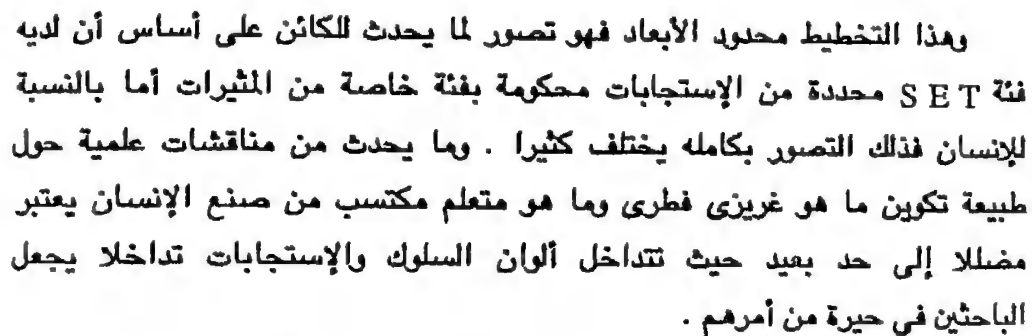 وهذا التخطيط محدود الأبعاد فهو تصور لما يحدث للكائن على أساس أن لديه
فئة SET محددة من الإستجابات محكومة بفئة خاصة من المثيرات أما بالنسبة
للإنسان فذلك التصور بكامله يختلف كثيرا . وما يحدث من مناقشات علمية حول
طبيعة تكوين ما هو غريزى فطرى وما هو متعلم مكتسب من صنع الإنسان يعتبر
مضللا إلى حد بعيد حيث تتداخل ألوان السلوك والإستجابات تداخلا يجعل
الباحثين في حيرة من أمرهم .